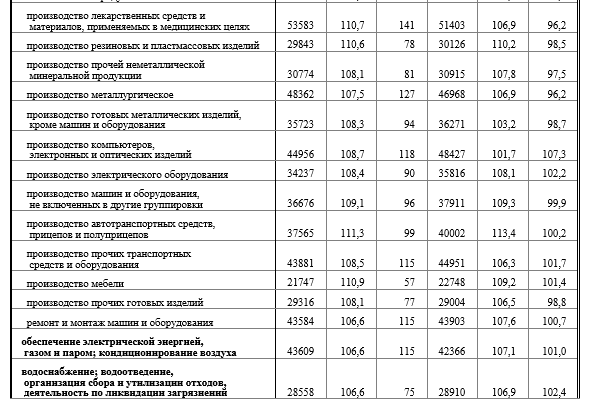 производство лекарственных средств и
материалов, применяемых в медицинских целях 53583 110,7 141 51403 106,9 96,2
производство резиновых и пластмассовых изделий 29843 110,6 78 30126 110,2 98,5
производство прочей неметаллической
минеральной продукции 30774 108,1 81 30915 107,8 97,5
производство металлургическое 48362 107,5 127 46968 106,9 96,2
производство готовых металлических изделий,
кроме машин и оборудования 35723 108,3 94 36271 103,2 98,7
производство компьютеров,
электронных и оптических изделий 44956 108,7 118 48427 101,7 107,3
производство электрического оборудования 34237 108,4 90 35816 108,1 102,2
производство машин и оборудования,
не включенных в другие группировки 36676 109,1 96 37911 109,3 99,9
производство автотранспортных средств,
прицепов и полуприцепов 37565 111,3 99 40002 113,4 100,2
производство прочих транспортных
средств и оборудования 43881 108,5 115 44951 106,3 101,7
производство мебели 21747 110,9 57 22748 109,2 101,4
производство прочих готовых изделий 29316 108,1 77 29004 106,5 98,8
ремонт и монтаж машин и оборудования 43584 106,6 115 43903 107,6 100,7
обеспечение электрической энергией,
газом и паром; кондиционирование воздуха 43609 106,6 115 42366 107,1 101,0
водоснабжение; водоотведение,
организация сбора и утилизации отходов,
деятельность по ликвидации загрязнений 28558 106,6 75 28910 106,9 102,4